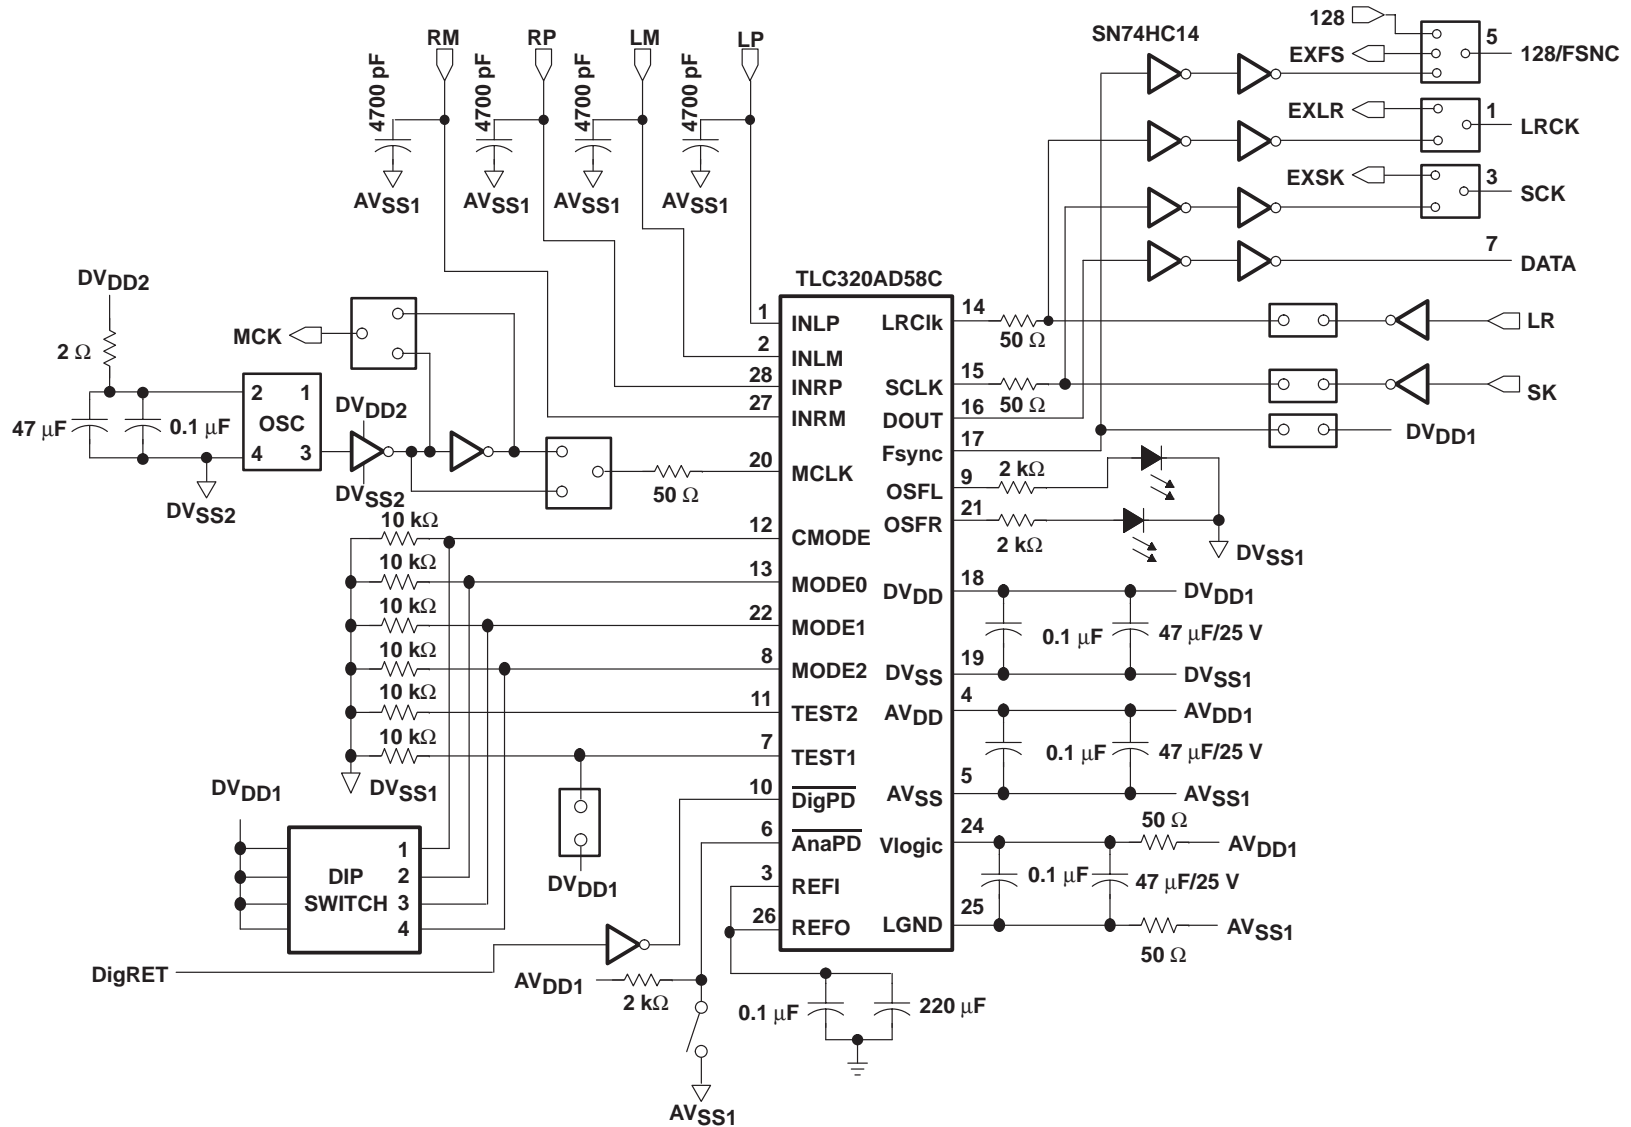 RM RP LM LP
4700 pF 4700 pF 4700 pF 4700 pF
AVSS1 AVSS1 AVSS1 AVSS1
SN74HC14
128
EXFS
5
128/FSNC
EXLR
1
LRCK
EXSK
3
SCK
7
DATA
LR
SK
DVDD1
DVDD2
2 Ω
47 μF
0.1 μF
2 1
OSC
4 3
DVSS2
MCK
DVDD2
DVSS2
50 Ω
TLC320AD58C
1 INLP
2 INLM
28 INRP
27 INRM
20 MCLK
12 CMODE
13 MODE0
22 MODE1
8 MODE2
11 TEST2
7 TEST1
10 DigPD
6 AnaPD
3 REFI
26 REFO
LRClk 14
50 Ω
SCLK 15
50 Ω
DOUT 16
Fsync 17
OSFL 9
2 kΩ
OSFR 21
2 kΩ
DVSS1
DVDD 18
DVDD1
0.1 μF
47 μF/25 V
DVSS 19
DVSS1
AVDD 4
AVDD1
0.1 μF
47 μF/25 V
AVSS 5
AVSS1
Vlogic 24
50 Ω
AVDD1
0.1 μF
47 μF/25 V
LGND 25
50 Ω
AVSS1
10 kΩ
10 kΩ
10 kΩ
10 kΩ
10 kΩ
10 kΩ
DVSS1
DVDD1
DIP
SWITCH
1
2
3
4
DVDD1
DigRET
AVDD1
2 kΩ
AVSS1
0.1 μF
220 μF